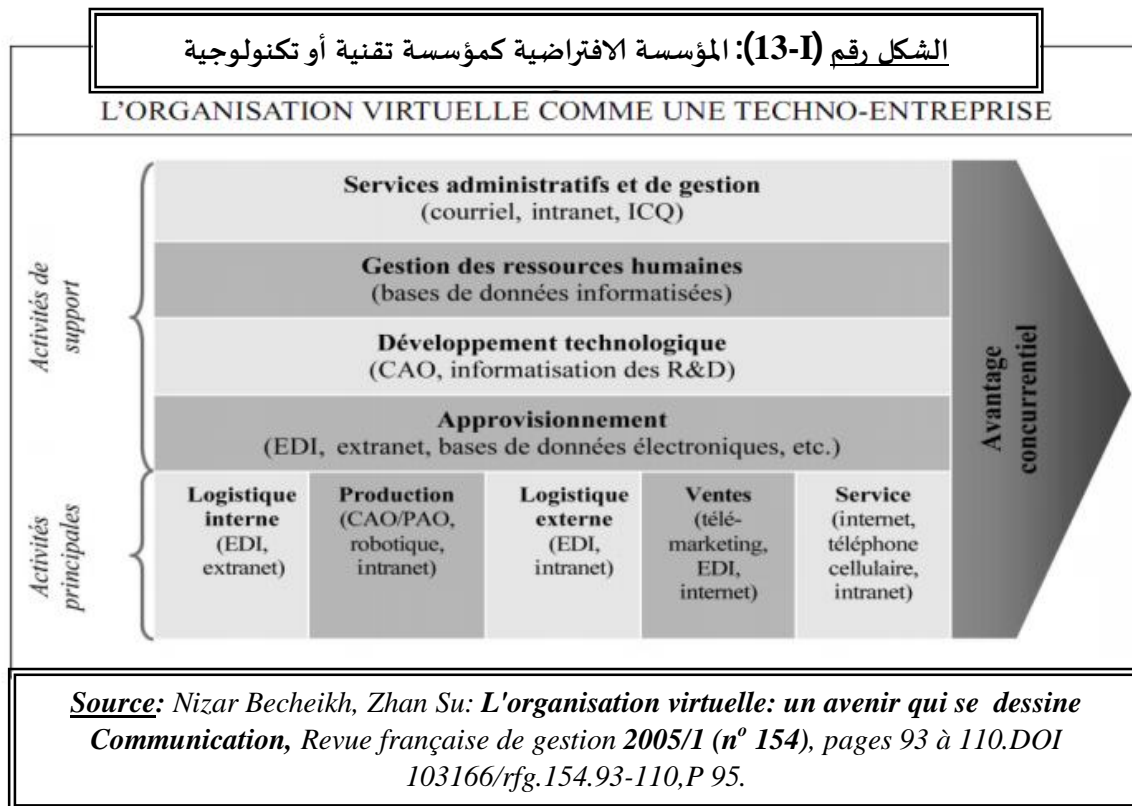 الشكل رقم (I-13): المؤسسة الافتراضية كمؤسسة تقنية أو تكنولوجية
L'ORGANISATION VIRTUELLE COMME UNE TECHNO-ENTREPRISE
Activités de
support
Services administratifs et de gestion
(courriel, intranet, ICQ)
Gestion des ressources humaines
(bases de données informatisées)
Développement technologique
(CAO, informatisation des R&D)
Approvisionnement
(EDI, extranet, bases de données électroniques, etc.)
Activités
principales
Logistique
interne
(EDI,
extranet)
Production
(CAO/PAO,
robotique,
intranet)
Logistique
externe
(EDI,
intranet)
Ventes
(télé-
marketing,
EDI,
internet)
Service
(internet,
téléphone
cellulaire,
intranet)
Avantage
concurrentiel
Source: Nizar Becheikh, Zhan Su: L'organisation virtuelle: un avenir qui se dessine
Communication, Revue française de gestion 2005/1 (nº 154), pages 93 à 110.DOI
103166/rfg.154.93-110,P 95.